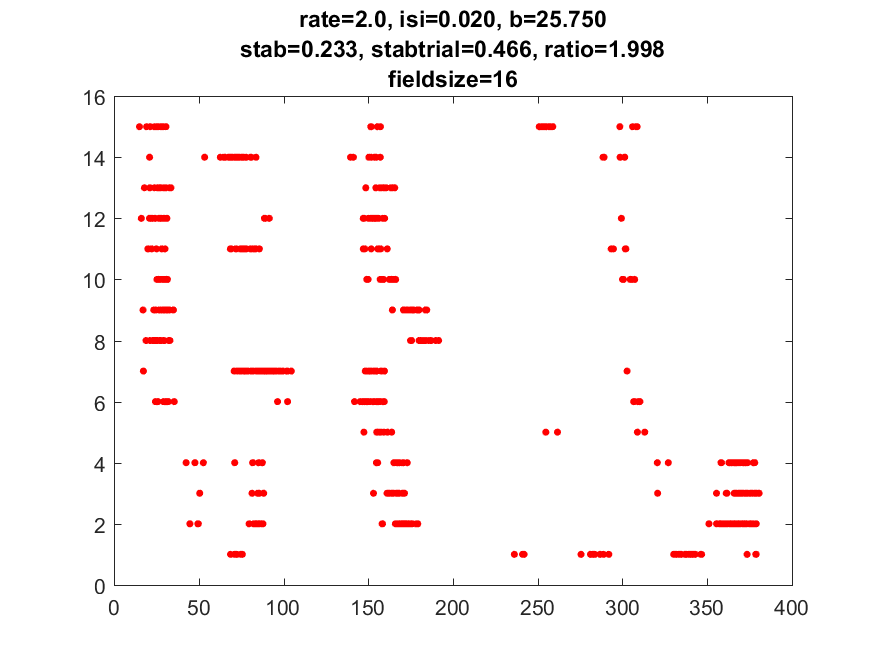 rate=2.0, isi=0.020, b=25.750
stab=0.233, stabtrial=0.466, ratio=1.998
fieldsize=16
16
14
12
10
8
6
4
2
0
0 50 100 150 200 250 300 350 400